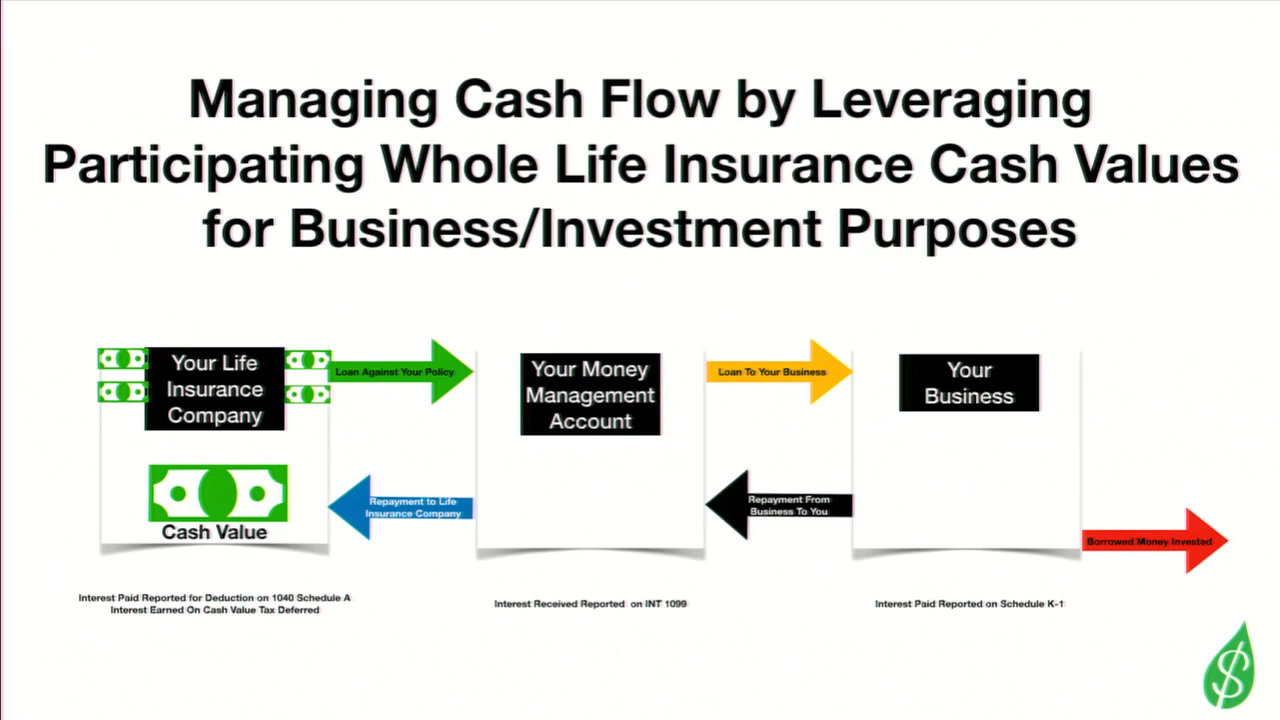 Managing Cash Flow by Leveraging
Participating Whole Life Insurance Cash Values
for Business/Investment Purposes
Your Life
Insurance
Company
Loan Against Your Policy
Your Money
Management
Account
Loan To Your Business
Your
Business
Cash Value
Repayment to Life
Insurance Company
Repayment From
Business To You
Borrowed Money Invested
Interest Paid Reported for Deduction on 1040 Schedule A
Interest Earned On Cash Value Tax Deferred
Interest Received Reported on INT 1099
Interest Paid Reported on Schedule K-1
$